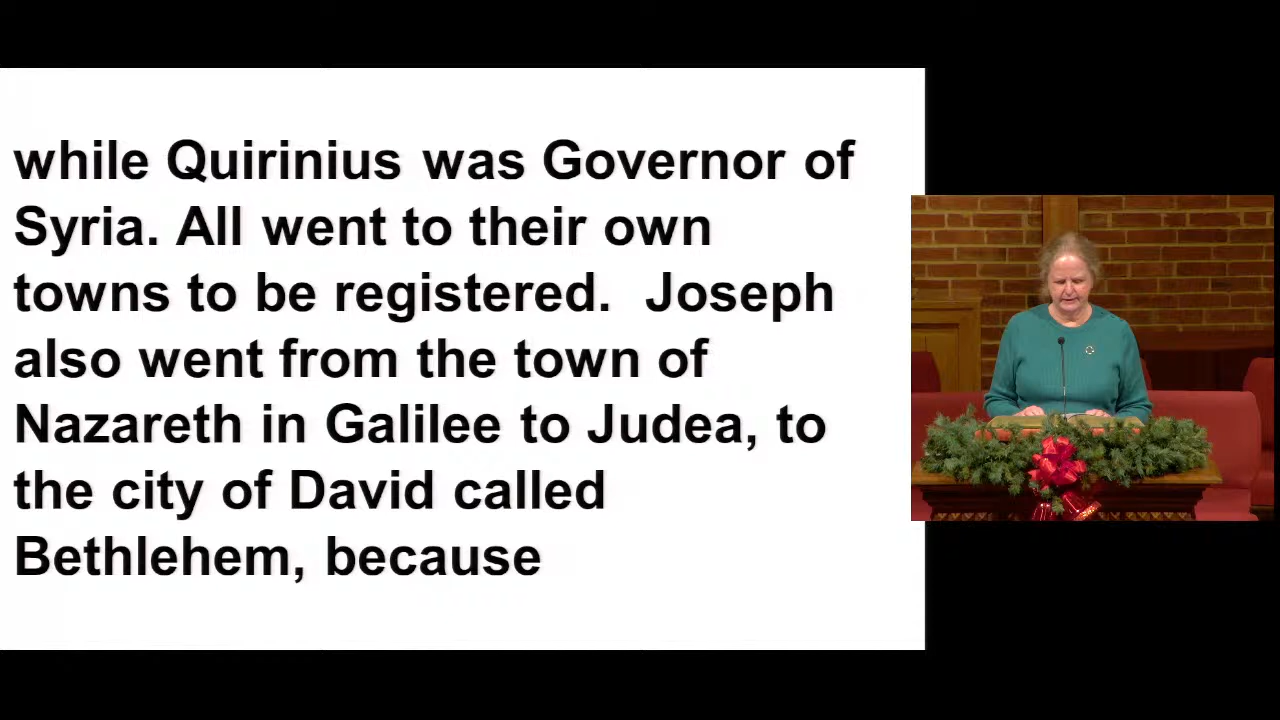 while Quirinius was Governor of
Syria. All went to their own
towns to be registered.  Joseph
also went from the town of
Nazareth in Galilee to Judea, to
the city of David called
Bethlehem, because